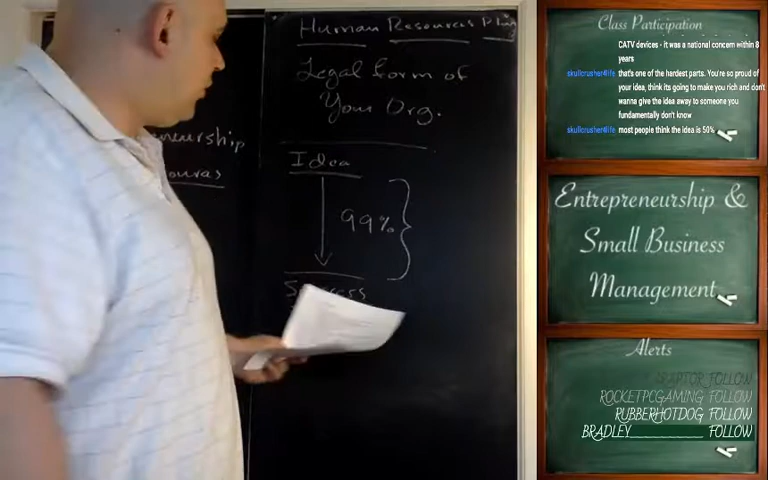 Human Resources Plng
Legal form of
Your Org.
Idea
99%
Success
Class Participation
CATV devices - it was a national concern within 8
years
skullcrusher4life that's one of the hardest parts. You're so proud of
your idea, think its going to make you rich and don't
wanna give the idea away to someone you
fundamentally don't know
skullcrusher4life most people think the idea is 50%
Entrepreneurship &
Small Business
Management
Alerts
RAPTOR FOLLOW
ROCKETPCGAMING FOLLOW
RUBBERHOTDOG FOLLOW
BRADLEY__________ FOLLOW